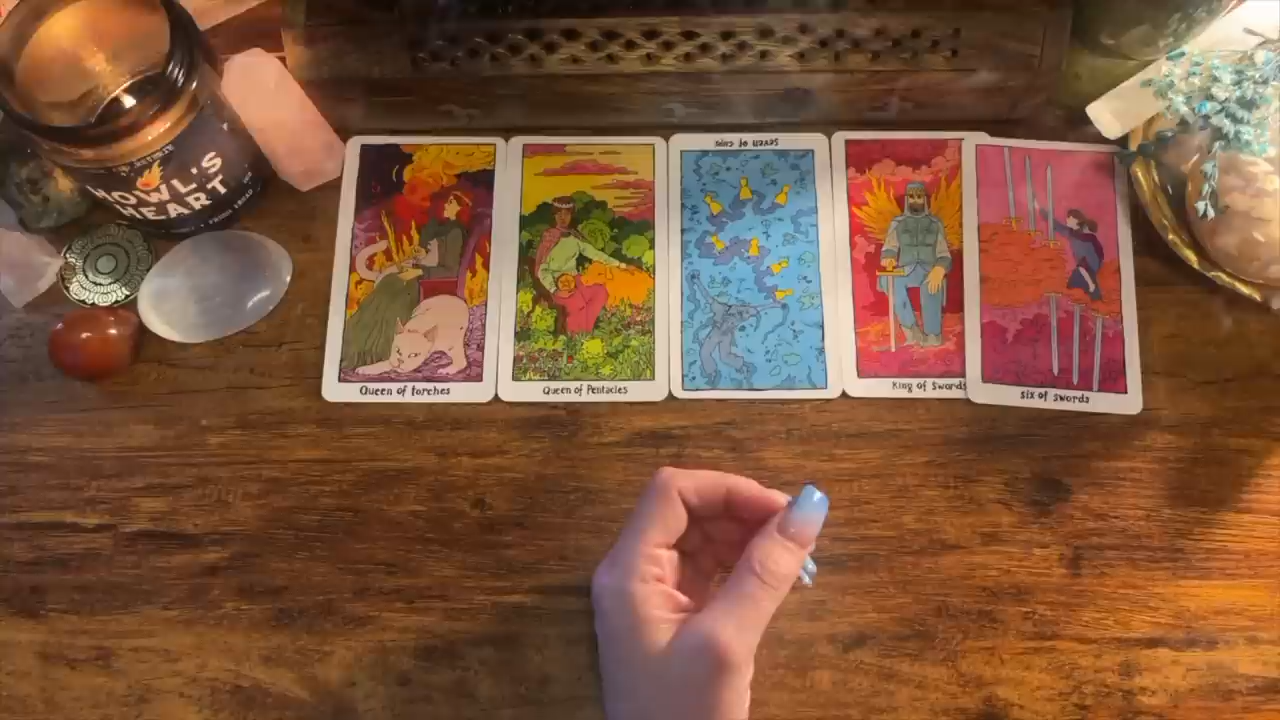 HOWL'S
HEART
Queen of torches
Queen of Pentacles
seven of cups
King of swords
six of swords